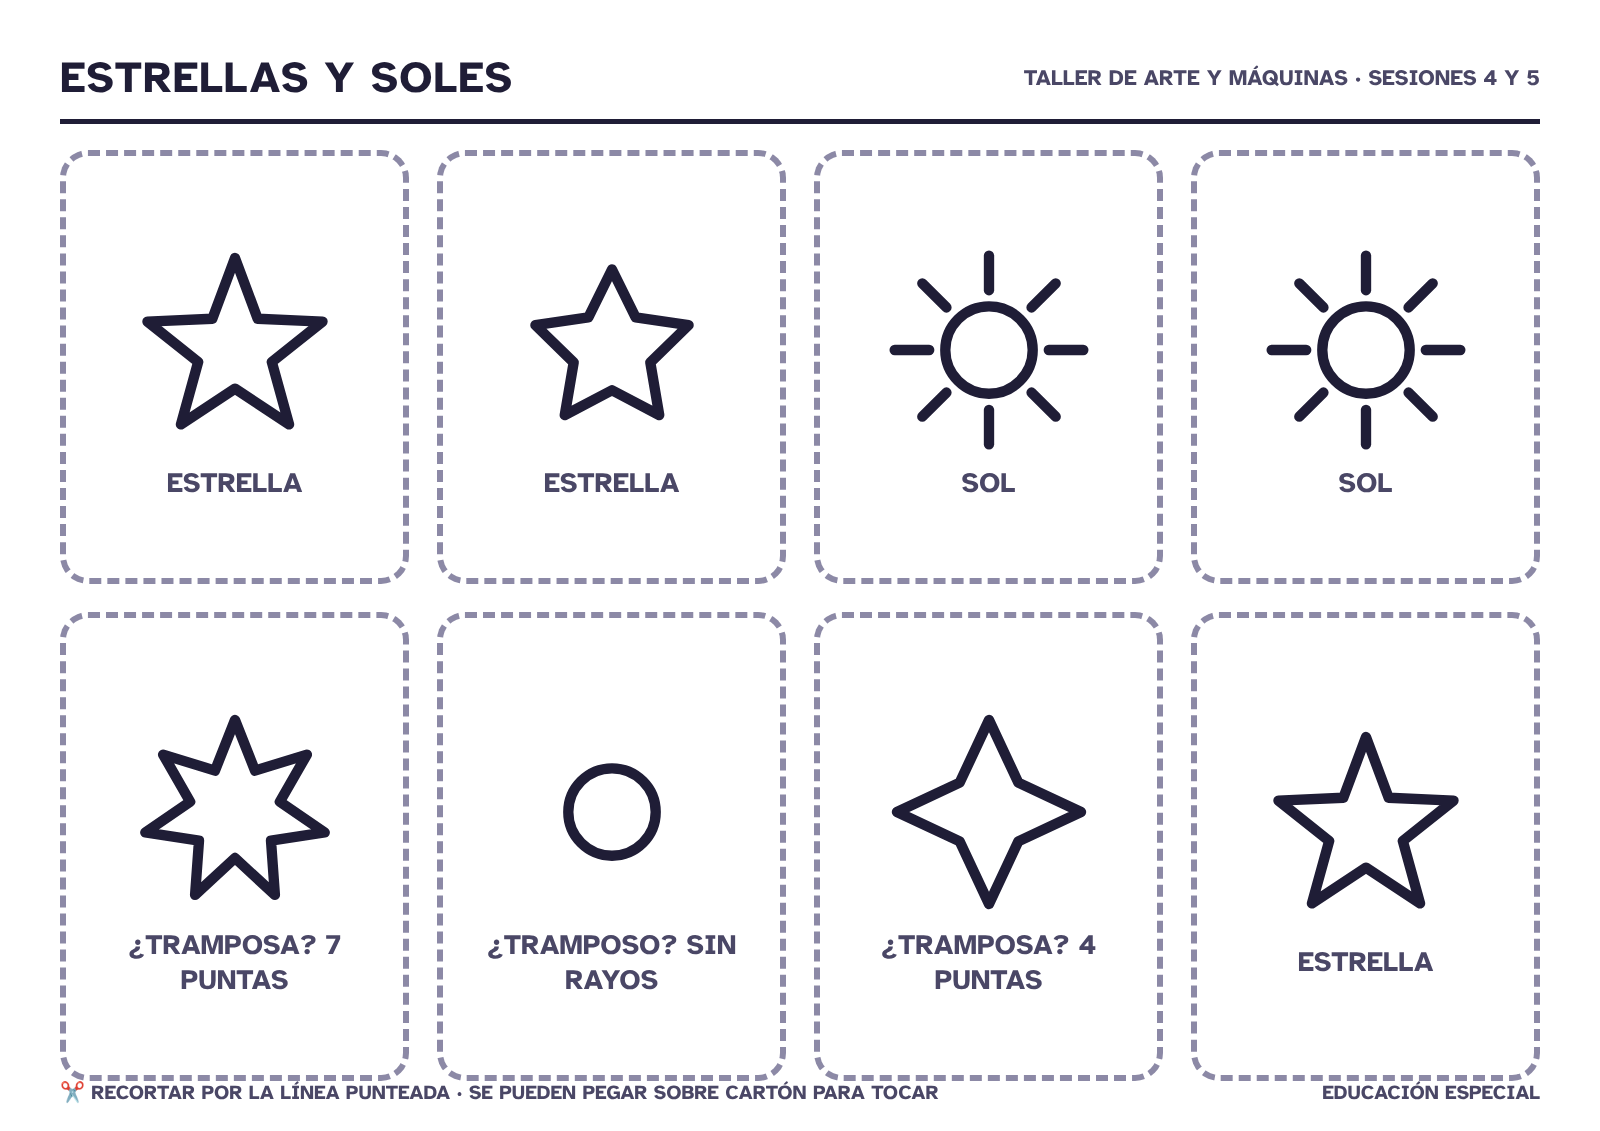 ESTRELLAS Y SOLES
TALLER DE ARTE Y MÁQUINAS · SESIONES 4 Y 5
ESTRELLA
ESTRELLA
SOL
SOL
¿TRAMPOSA? 7
PUNTAS
¿TRAMPOSO? SIN
RAYOS
¿TRAMPOSA? 4
PUNTAS
ESTRELLA
✂️ RECORTAR POR LA LÍNEA PUNTEADA · SE PUEDEN PEGAR SOBRE CARTÓN PARA TOCAR
EDUCACIÓN ESPECIAL